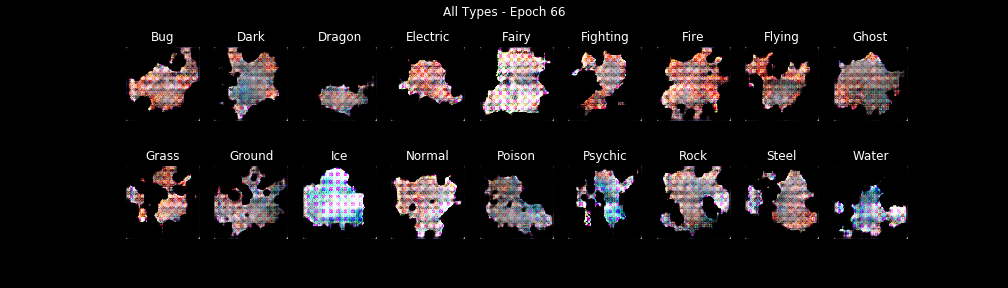 All Types - Epoch 66
Bug Dark Dragon Electric Fairy Fighting Fire Flying Ghost
Grass Ground Ice Normal Poison Psychic Rock Steel Water